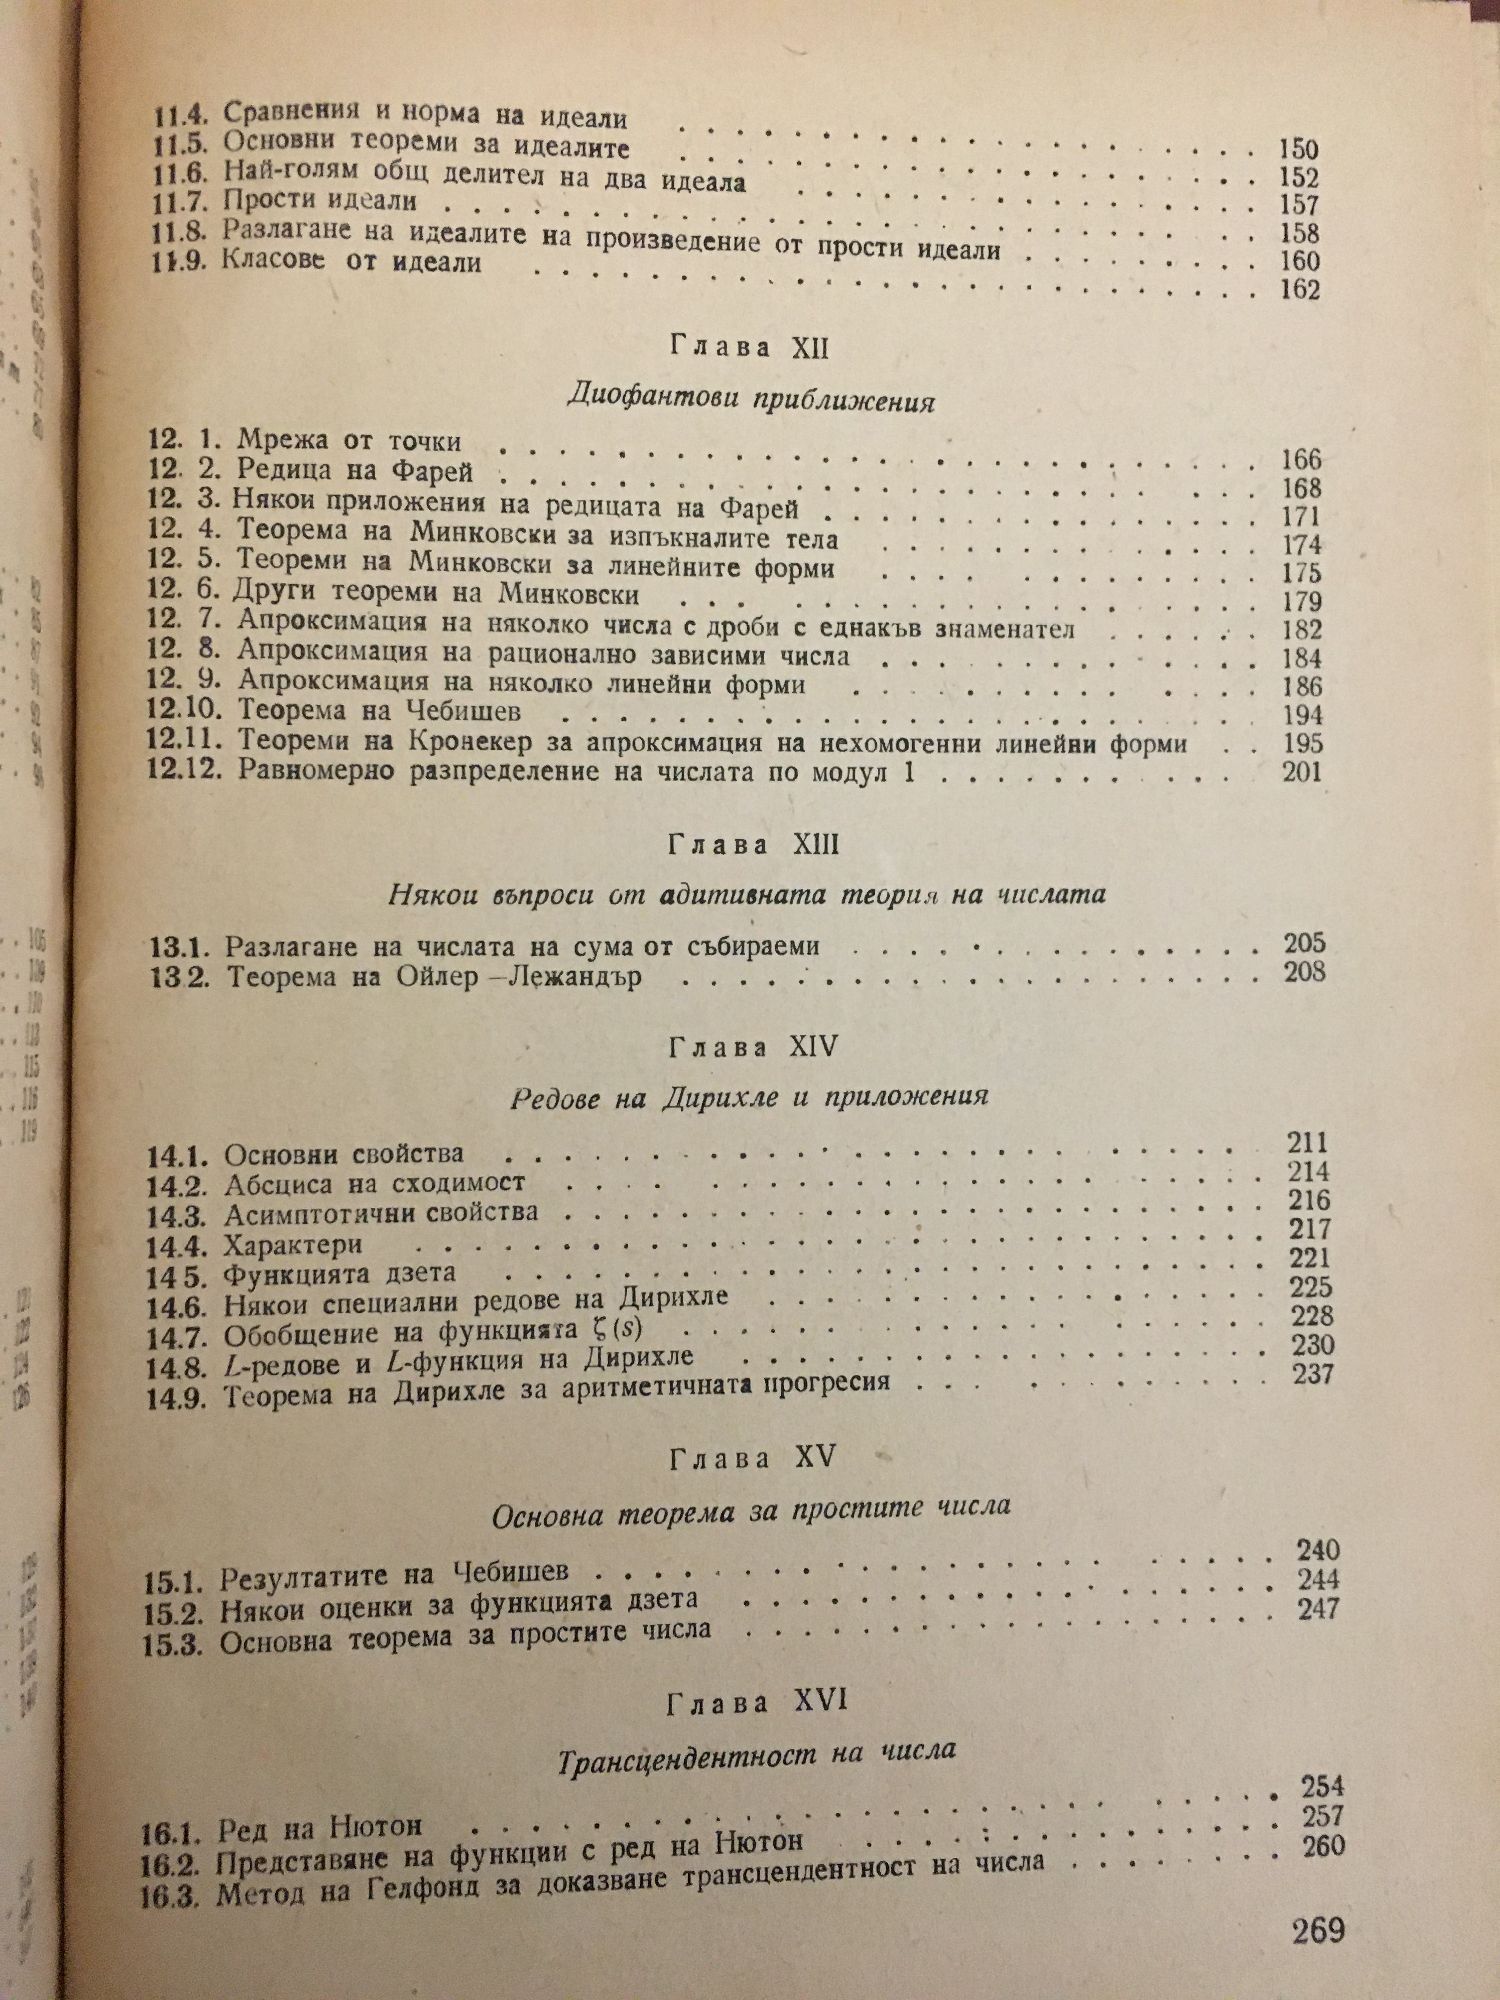 11.4. Сравнения и норма на идеали . . . . . . . . . . 150
11.5. Основни теореми за идеалите . . . . . . . . . . 152
11.6. Най-голям общ делител на два идеала . . . . . . . . . . 157
11.7. Прости идеали . . . . . . . . . . 158
11.8. Разлагане на идеалите на произведение от прости идеали . . . . . . . . . . 160
11.9. Класове от идеали . . . . . . . . . . 162
Глава XII
Диофантови приближения
12. 1. Мрежа от точки . . . . . . . . . . 166
12. 2. Редица на Фарей . . . . . . . . . . 168
12. 3. Някои приложения на редицата на Фарей . . . . . . . . . . 171
12. 4. Теорема на Минковски за изпъкналите тела . . . . . . . . . . 174
12. 5. Теореми на Минковски за линейните форми . . . . . . . . . . 175
12. 6. Други теореми на Минковски . . . . . . . . . . 179
12. 7. Апроксимация на няколко числа с дроби с еднакъв знаменател . . . . . . 182
12. 8. Апроксимация на рационално зависими числа . . . . . . . . . . 184
12. 9. Апроксимация на няколко линейни форми . . . . . . . . . . 186
12.10. Теорема на Чебишев . . . . . . . . . . 194
12.11. Теореми на Кронекер за апроксимация на нехомогенни линейни форми . . 195
12.12. Равномерно разпределение на числата по модул 1 . . . . . . . . . . 201
Глава XIII
Някои въпроси от адитивната теория на числата
13.1. Разлагане на числата на сума от събираеми . . . . . . . . . . 205
13 2. Теорема на Ойлер—Лежандър . . . . . . . . . . 208
Глава XIV
Редове на Дирихле и приложения
14.1. Основни свойства . . . . . . . . . . 211
14.2. Абсциса на сходимост . . . . . . . . . . 214
14.3. Асимптотични свойства . . . . . . . . . . 216
14.4. Характери . . . . . . . . . . 217
14 5. Функцията дзета . . . . . . . . . . 221
14.6. Някои специални редове на Дирихле . . . . . . . . . . 225
14.7. Обобщение на функцията ζ(s) . . . . . . . . . . 228
14.8. L-редове и L-функция на Дирихле . . . . . . . . . . 230
14.9. Теорема на Дирихле за аритметичната прогресия . . . . . . . . . . 237
Глава XV
Основна теорема за простите числа
15.1. Резултатите на Чебишев . . . . . . . . . . 240
15.2. Някои оценки за функцията дзета . . . . . . . . . . 244
15.3. Основна теорема за простите числа . . . . . . . . . . 247
Глава XVI
Трансцендентност на числа
16.1. Ред на Нютон . . . . . . . . . . 254
16.2. Представяне на функции с ред на Нютон . . . . . . . . . . 257
16.3. Метод на Гелфонд за доказване трансцендентност на числа . . . . . . . . 260
269
105
109
110
113
115
116
119